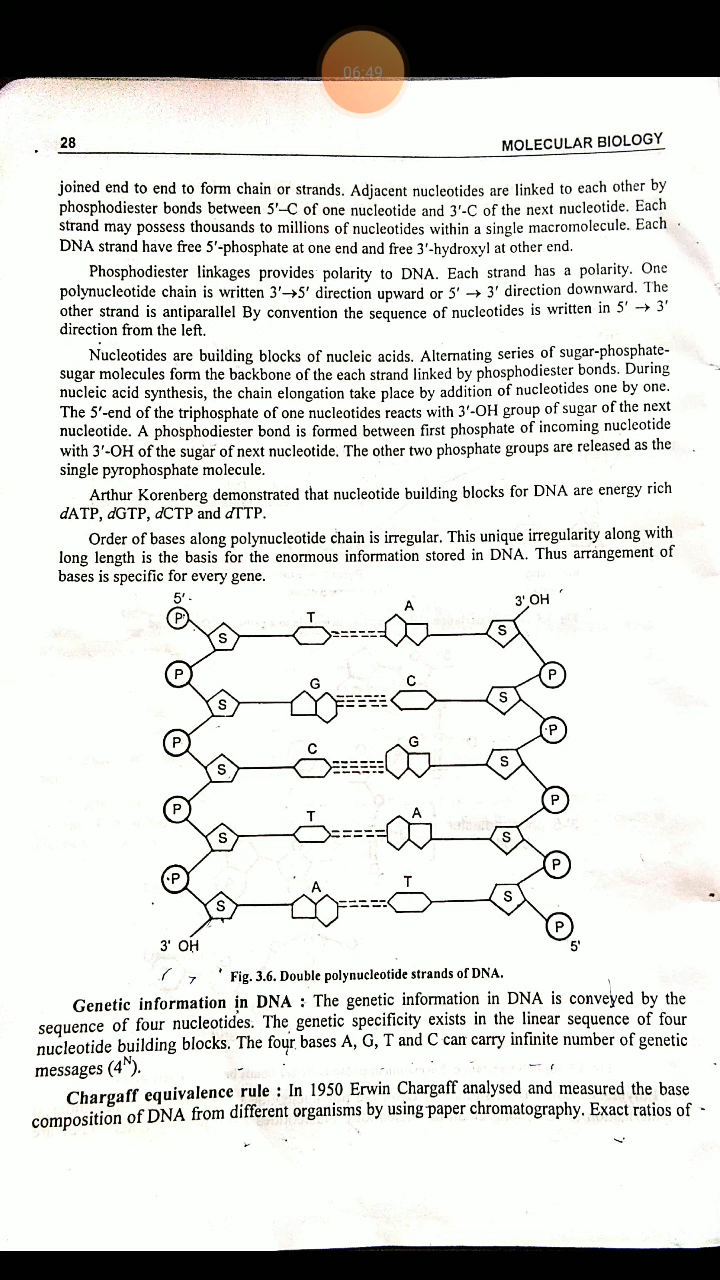 06:49
28 MOLECULAR BIOLOGY
joined end to end to form chain or strands. Adjacent nucleotides are linked to each other by
phosphodiester bonds between 5′–C of one nucleotide and 3′-C of the next nucleotide. Each
strand may possess thousands to millions of nucleotides within a single macromolecule. Each
DNA strand have free 5′-phosphate at one end and free 3′-hydroxyl at other end.
Phosphodiester linkages provides polarity to DNA. Each strand has a polarity. One
polynucleotide chain is written 3′→5′ direction upward or 5′ → 3′ direction downward. The
other strand is antiparallel By convention the sequence of nucleotides is written in 5′ → 3′
direction from the left.
Nucleotides are building blocks of nucleic acids. Alternating series of sugar-phosphate-
sugar molecules form the backbone of the each strand linked by phosphodiester bonds. During
nucleic acid synthesis, the chain elongation take place by addition of nucleotides one by one.
The 5′-end of the triphosphate of one nucleotides reacts with 3′-OH group of sugar of the next
nucleotide. A phosphodiester bond is formed between first phosphate of incoming nucleotide
with 3′-OH of the sugar of next nucleotide. The other two phosphate groups are released as the
single pyrophosphate molecule.
Arthur Korenberg demonstrated that nucleotide building blocks for DNA are energy rich
dATP, dGTP, dCTP and dTTP.
Order of bases along polynucleotide chain is irregular. This unique irregularity along with
long length is the basis for the enormous information stored in DNA. Thus arrangement of
bases is specific for every gene.
5′ 3' OH
P S T A S
P P
S G C S
P P
S C G S
P P
S T A S
P P
S A T S
P
3' OH 5'
Fig. 3.6. Double polynucleotide strands of DNA.
Genetic information in DNA : The genetic information in DNA is conveyed by the
sequence of four nucleotides. The genetic specificity exists in the linear sequence of four
nucleotide building blocks. The four bases A, G, T and C can carry infinite number of genetic
messages (4ᴺ).
Chargaff equivalence rule : In 1950 Erwin Chargaff analysed and measured the base
composition of DNA from different organisms by using paper chromatography. Exact ratios of